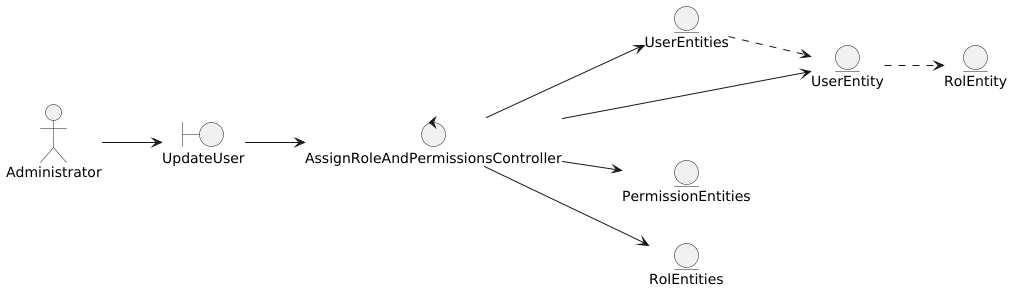 Administrator
UpdateUser
AssignRoleAndPermissionsController
UserEntities
UserEntity
RolEntity
PermissionEntities
RolEntities